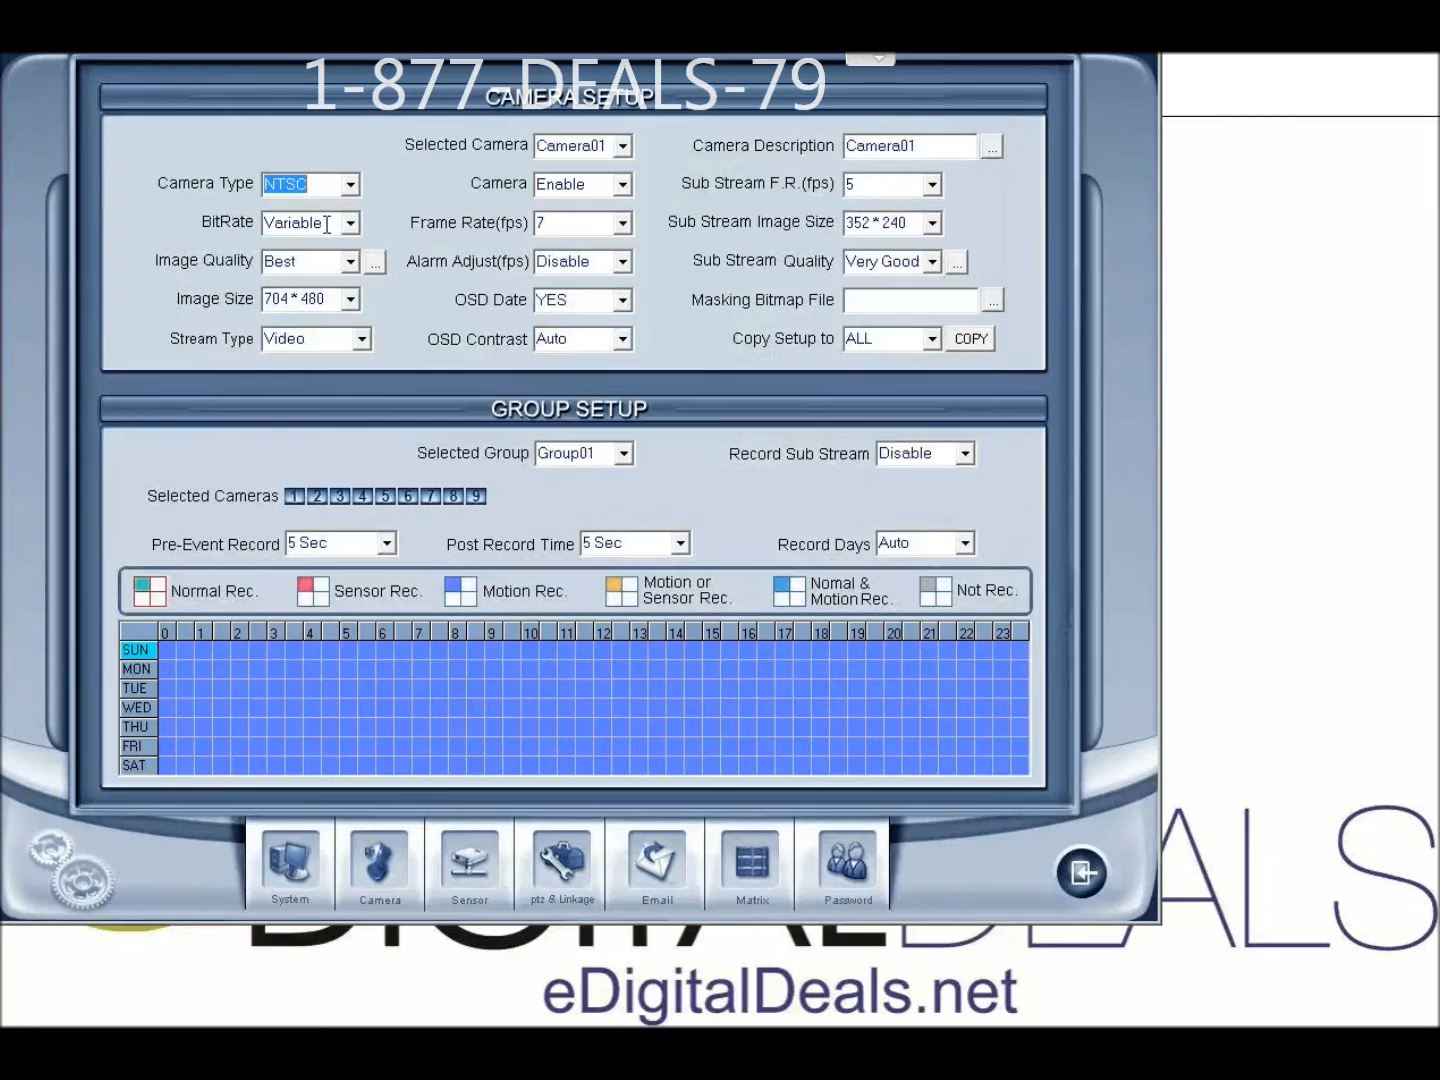 1-877-DEALS-79
CAMERA SETUP
Selected Camera Camera01 Camera Description Camera01 ...
Camera Type NTSC Camera Enable Sub Stream F.R.(fps) 5
BitRate Variable Frame Rate(fps) 7 Sub Stream Image Size 352*240
Image Quality Best ... Alarm Adjust(fps) Disable Sub Stream Quality Very Good ...
Image Size 704*480 OSD Date YES Masking Bitmap File ...
Stream Type Video OSD Contrast Auto Copy Setup to ALL COPY
GROUP SETUP
Selected Group Group01 Record Sub Stream Disable
Selected Cameras 1 2 3 4 5 6 7 8 9
Pre-Event Record 5 Sec Post Record Time 5 Sec Record Days Auto
Normal Rec. Sensor Rec. Motion Rec. Motion or Sensor Rec. Nomal & Motion Rec. Not Rec.
0 1 2 3 4 5 6 7 8 9 10 11 12 13 14 15 16 17 18 19 20 21 22 23
SUN
MON
TUE
WED
THU
FRI
SAT
System Camera Sensor ptz & Linkage Email Matrix Password
DIGITALDEALS
eDigitalDeals.net